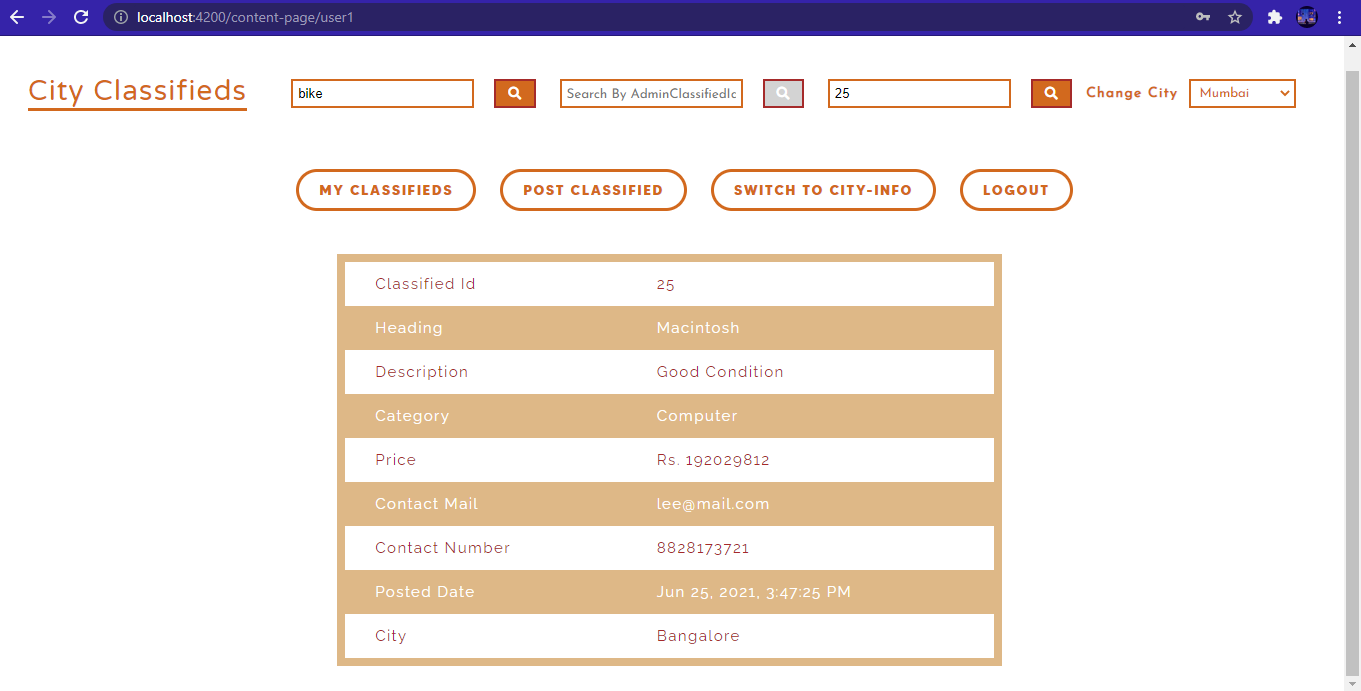 localhost:4200/content-page/user1
City Classifieds bike Search By AdminClassifiedId 25 Change City Mumbai
MY CLASSIFIEDS POST CLASSIFIED SWITCH TO CITY-INFO LOGOUT
Classified Id 25
Heading Macintosh
Description Good Condition
Category Computer
Price Rs. 192029812
Contact Mail lee@mail.com
Contact Number 8828173721
Posted Date Jun 25, 2021, 3:47:25 PM
City Bangalore